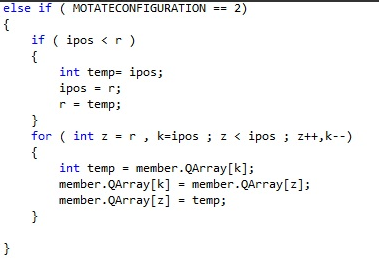 else if ( MOTATECONFIGURATION == 2)
{
if ( ipos < r )
{
int temp= ipos;
ipos = r;
r = temp;
}
for ( int z = r , k=ipos ; z < ipos ; z++,k--)
{
int temp = member.QArray[k];
member.QArray[k] = member.QArray[z];
member.QArray[z] = temp;
}
}